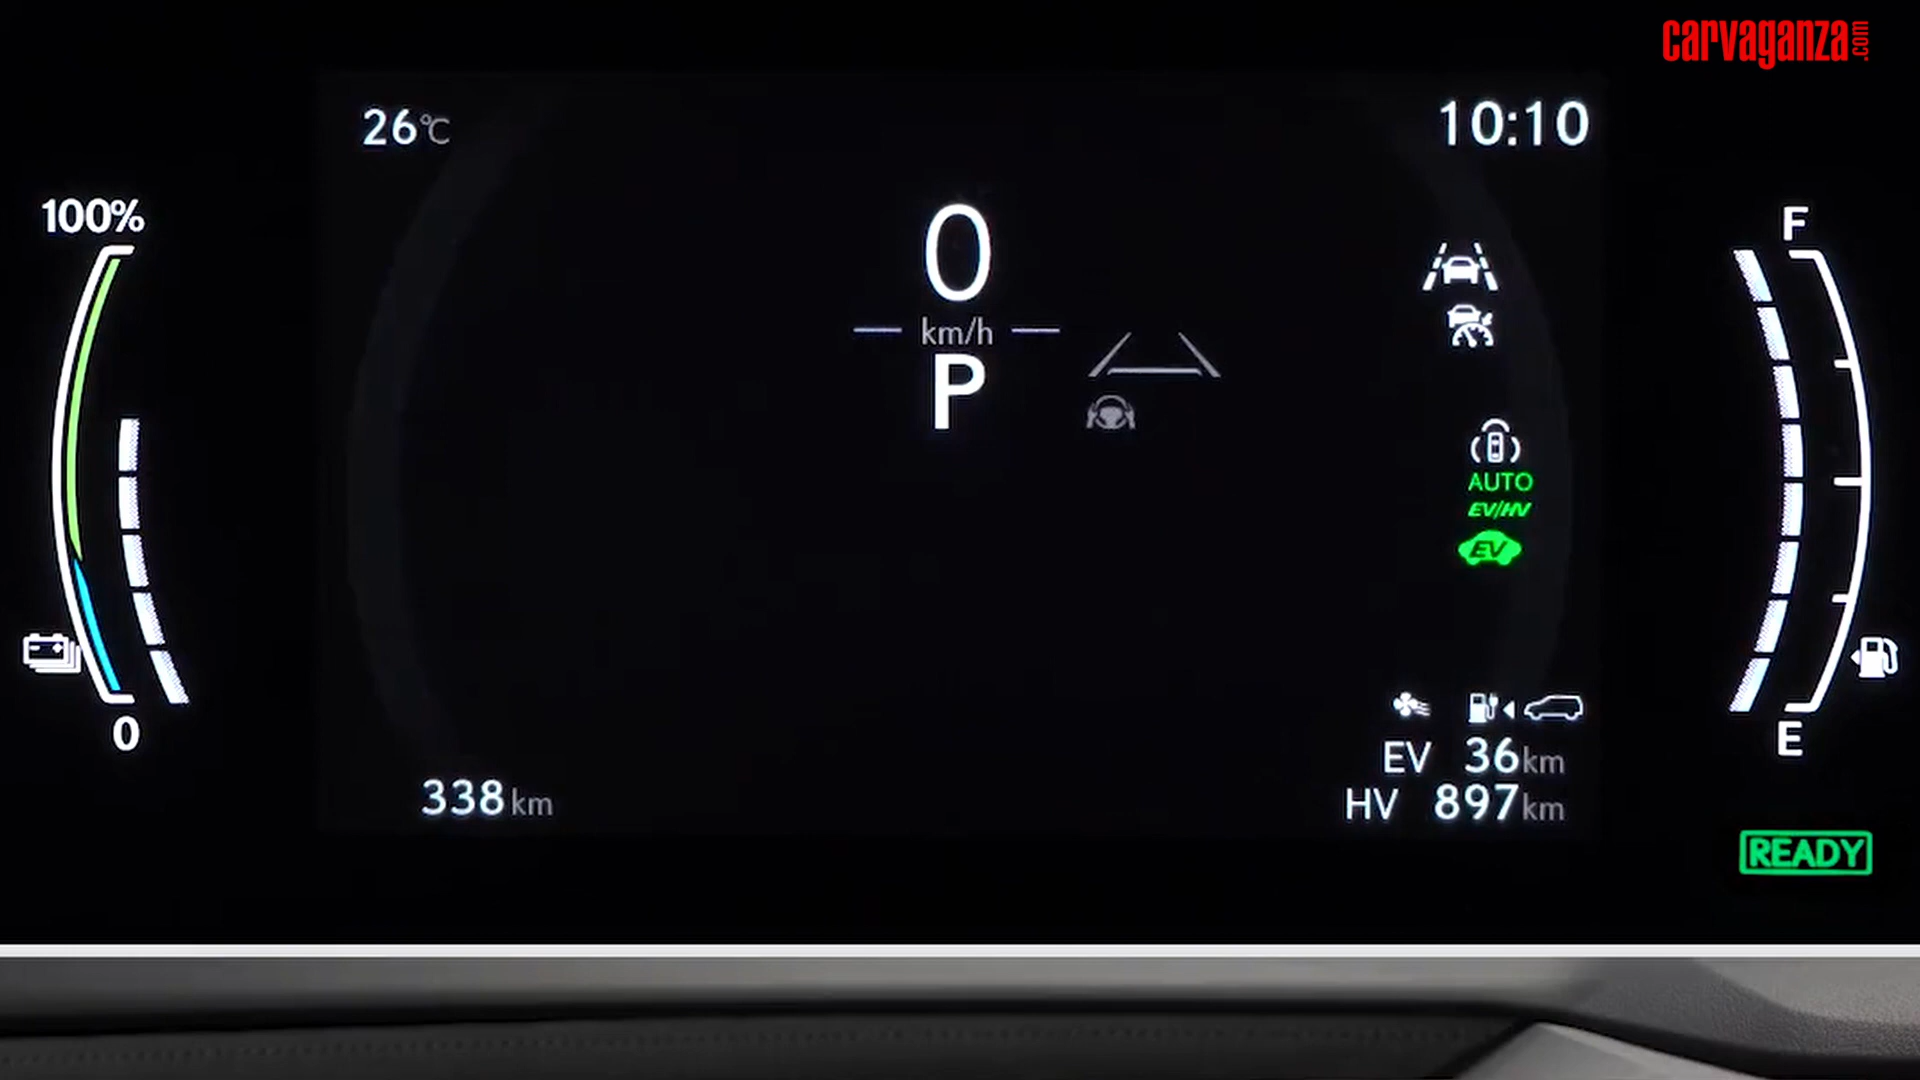 carvaganza.com
26°C
10:10
100%
0
km/h
P
F
AUTO
EV/HV
EV
0
E
EV 36km
HV 897km
338km
READY